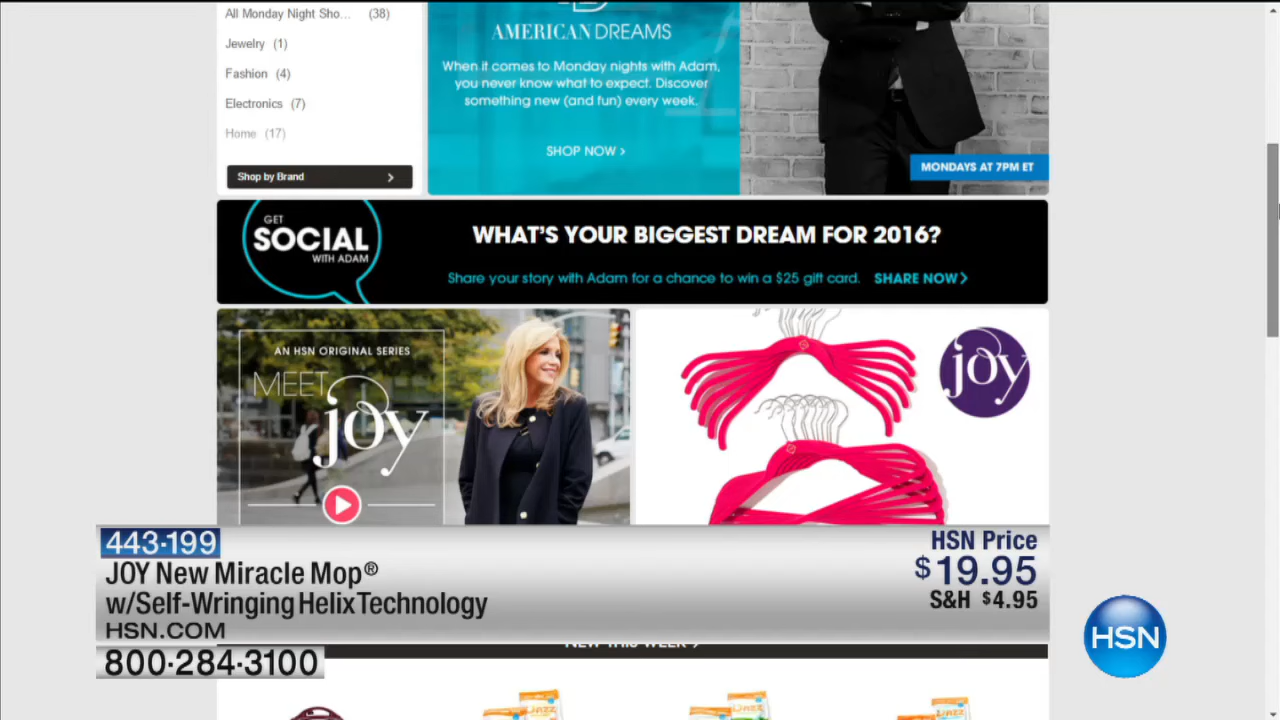 All Monday Night Sho... (38)
Jewelry (1)
Fashion (4)
Electronics (7)
Home (17)
Shop by Brand
AMERICAN DREAMS
When it comes to Monday nights with Adam,
you never know what to expect. Discover
something new (and fun) every week.
SHOP NOW >
MONDAYS AT 7PM ET
GET
SOCIAL
WITH ADAM
WHAT'S YOUR BIGGEST DREAM FOR 2016?
Share your story with Adam for a chance to win a $25 gift card. SHARE NOW >
AN HSN ORIGINAL SERIES
MEET
joy
joy
443-199
JOY New Miracle Mop®
w/Self-Wringing Helix Technology
HSN.COM
800-284-3100
HSN Price
$19.95
S&H $4.95
HSN
NEW THIS WEEK >
Jazz